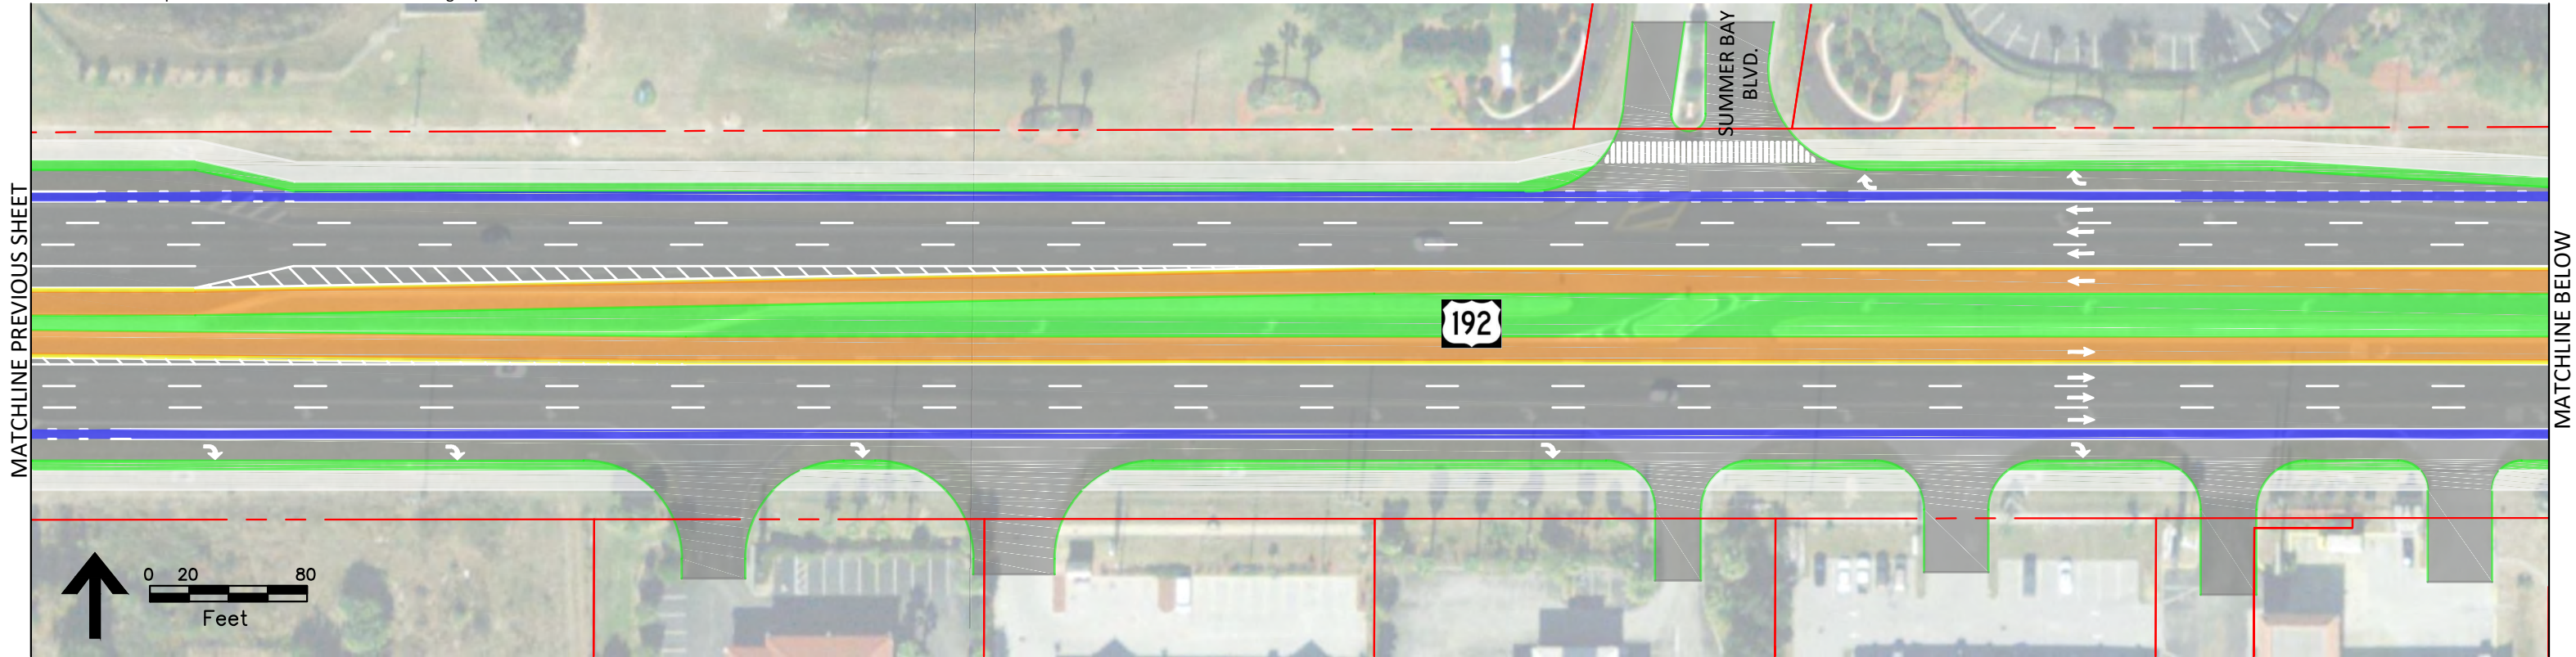 SUMMER BAY
BLVD.
MATCHLINE PREVIOUS SHEET
192
MATCHLINE BELOW
0 20 80
Feet